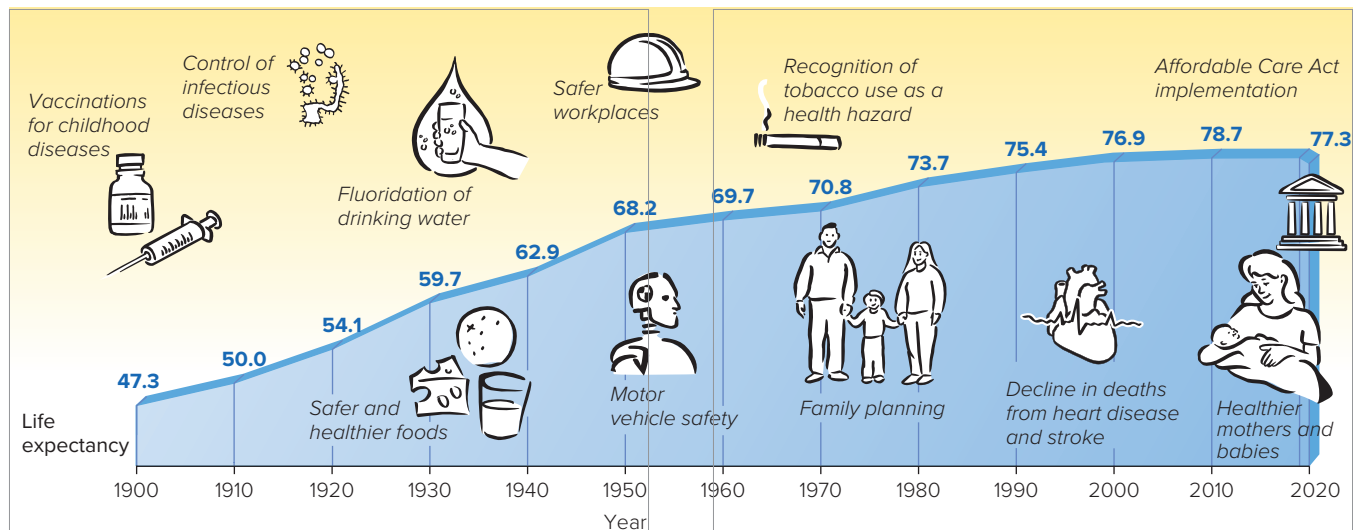 Vaccinations
for childhood
diseases
Control of
infectious
diseases
Fluoridation of
drinking water
Safer
workplaces
Recognition of
tobacco use as a
health hazard
Affordable Care Act
implementation
47.3
50.0
54.1
59.7
62.9
68.2
69.7
70.8
73.7
75.4
76.9
78.7
77.3
Safer and
healthier foods
Motor
vehicle safety
Family planning
Decline in deaths
from heart disease
and stroke
Healthier
mothers and
babies
Life
expectancy
1900 1910 1920 1930 1940 1950 1960 1970 1980 1990 2000 2010 2020
Year